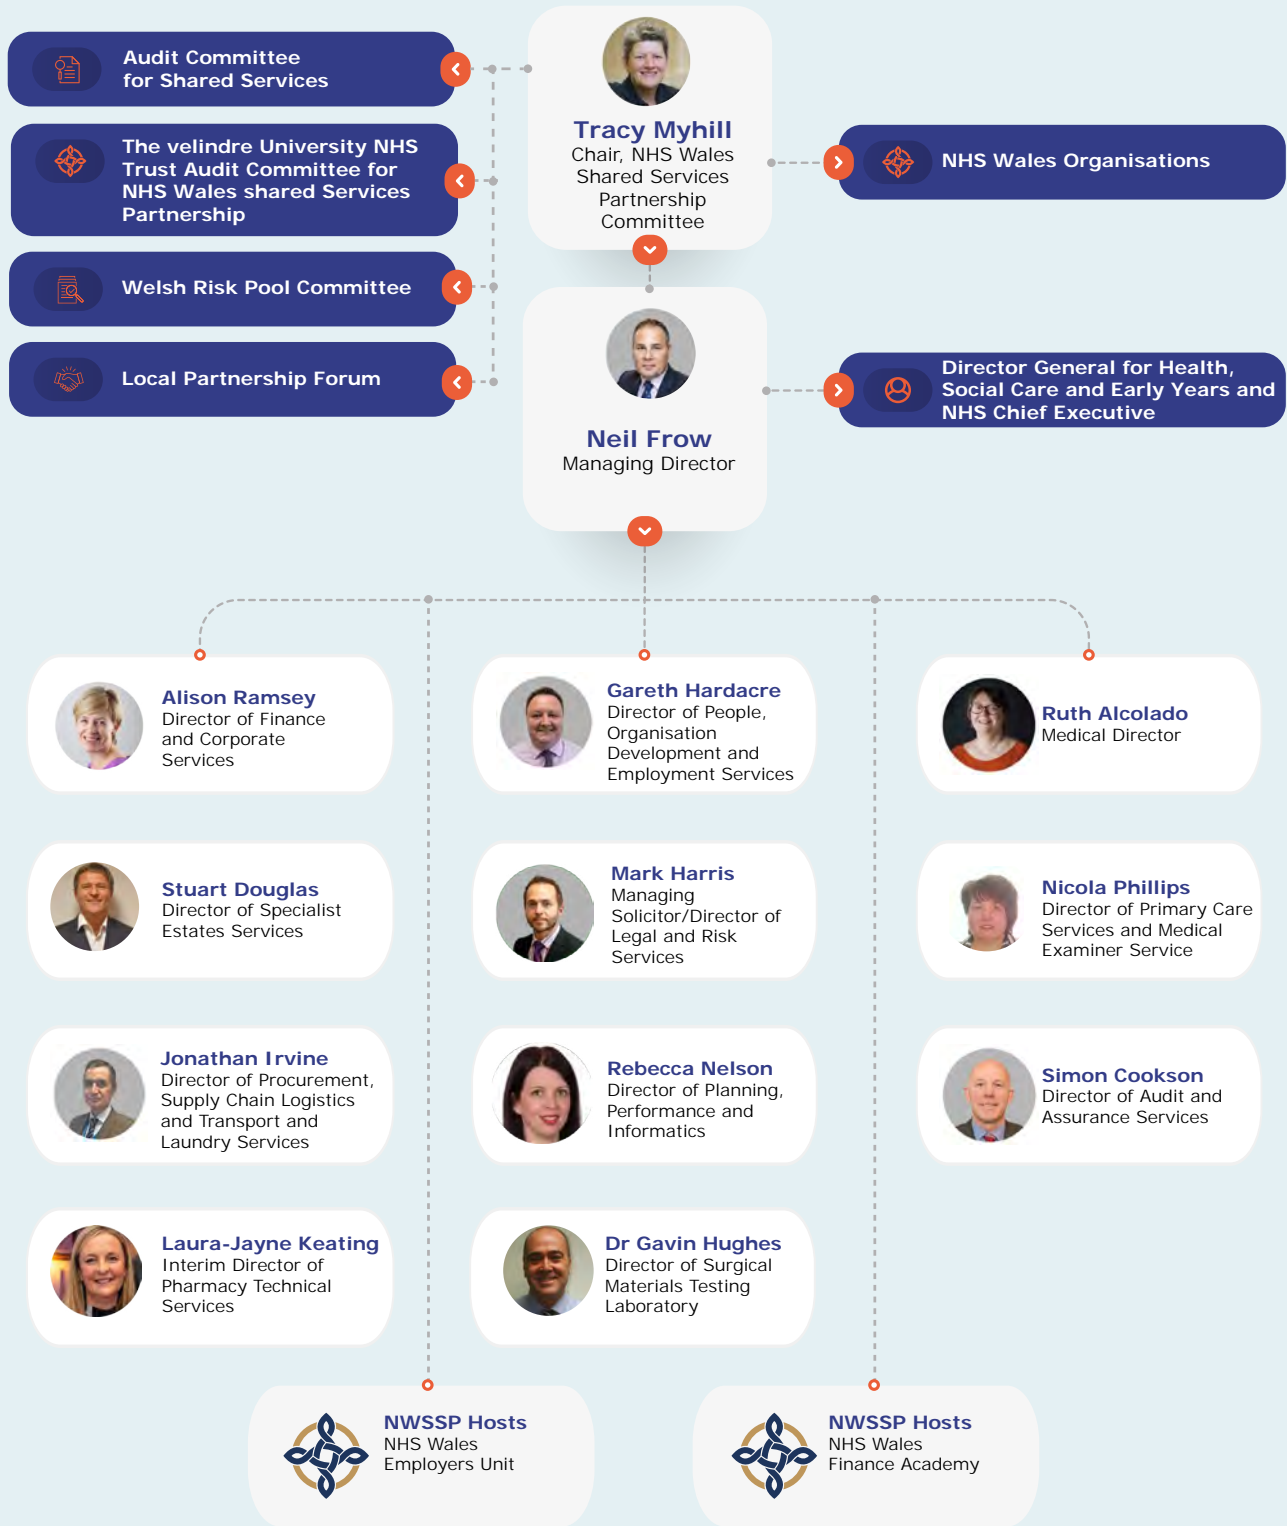 Audit Committee
for Shared Services
The velindre University NHS
Trust Audit Committee for
NHS Wales shared Services
Partnership
Welsh Risk Pool Committee
Local Partnership Forum
Tracy Myhill
Chair, NHS Wales
Shared Services
Partnership
Committee
NHS Wales Organisations
Neil Frow
Managing Director
Director General for Health,
Social Care and Early Years and
NHS Chief Executive
Alison Ramsey
Director of Finance
and Corporate
Services
Gareth Hardacre
Director of People,
Organisation
Development and
Employment Services
Ruth Alcolado
Medical Director
Stuart Douglas
Director of Specialist
Estates Services
Mark Harris
Managing
Solicitor/Director of
Legal and Risk
Services
Nicola Phillips
Director of Primary Care
Services and Medical
Examiner Service
Jonathan Irvine
Director of Procurement,
Supply Chain Logistics
and Transport and
Laundry Services
Rebecca Nelson
Director of Planning,
Performance and
Informatics
Simon Cookson
Director of Audit and
Assurance Services
Laura-Jayne Keating
Interim Director of
Pharmacy Technical
Services
Dr Gavin Hughes
Director of Surgical
Materials Testing
Laboratory
NWSSP Hosts
NHS Wales
Employers Unit
NWSSP Hosts
NHS Wales
Finance Academy